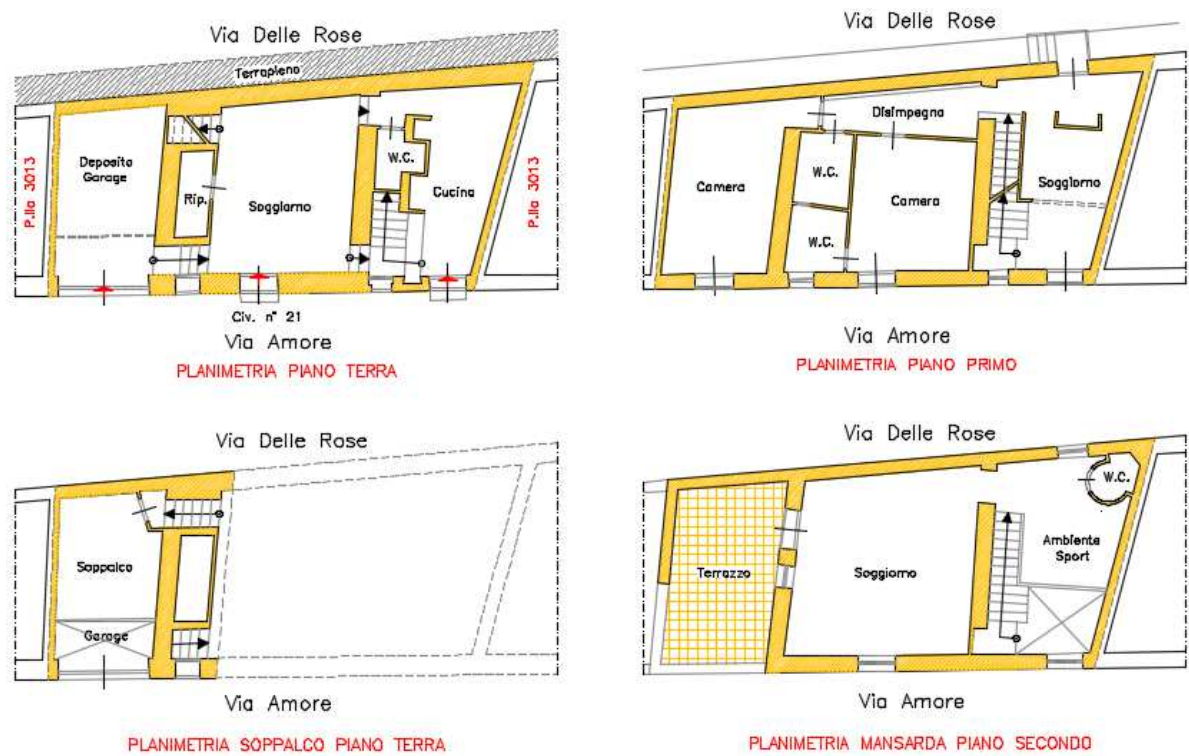 Via Delle Rose
Terrapieno
Deposito
Garage
P.lla 3013
Rip.
Soggiorno
W.C.
Cucina
P.lla 3013
Civ. n° 21
Via Amore
PLANIMETRIA PIANO TERRA
Via Delle Rose
Disimpegno
Camera
W.C.
Camera
Soggiorno
W.C.
Via Amore
PLANIMETRIA PIANO PRIMO
Via Delle Rose
Soppalco
Garage
Via Amore
PLANIMETRIA SOPPALCO PIANO TERRA
Via Delle Rose
W.C.
Ambiente
Sport
Terrazzo
Soggiorno
Via Amore
PLANIMETRIA MANSARDA PIANO SECONDO